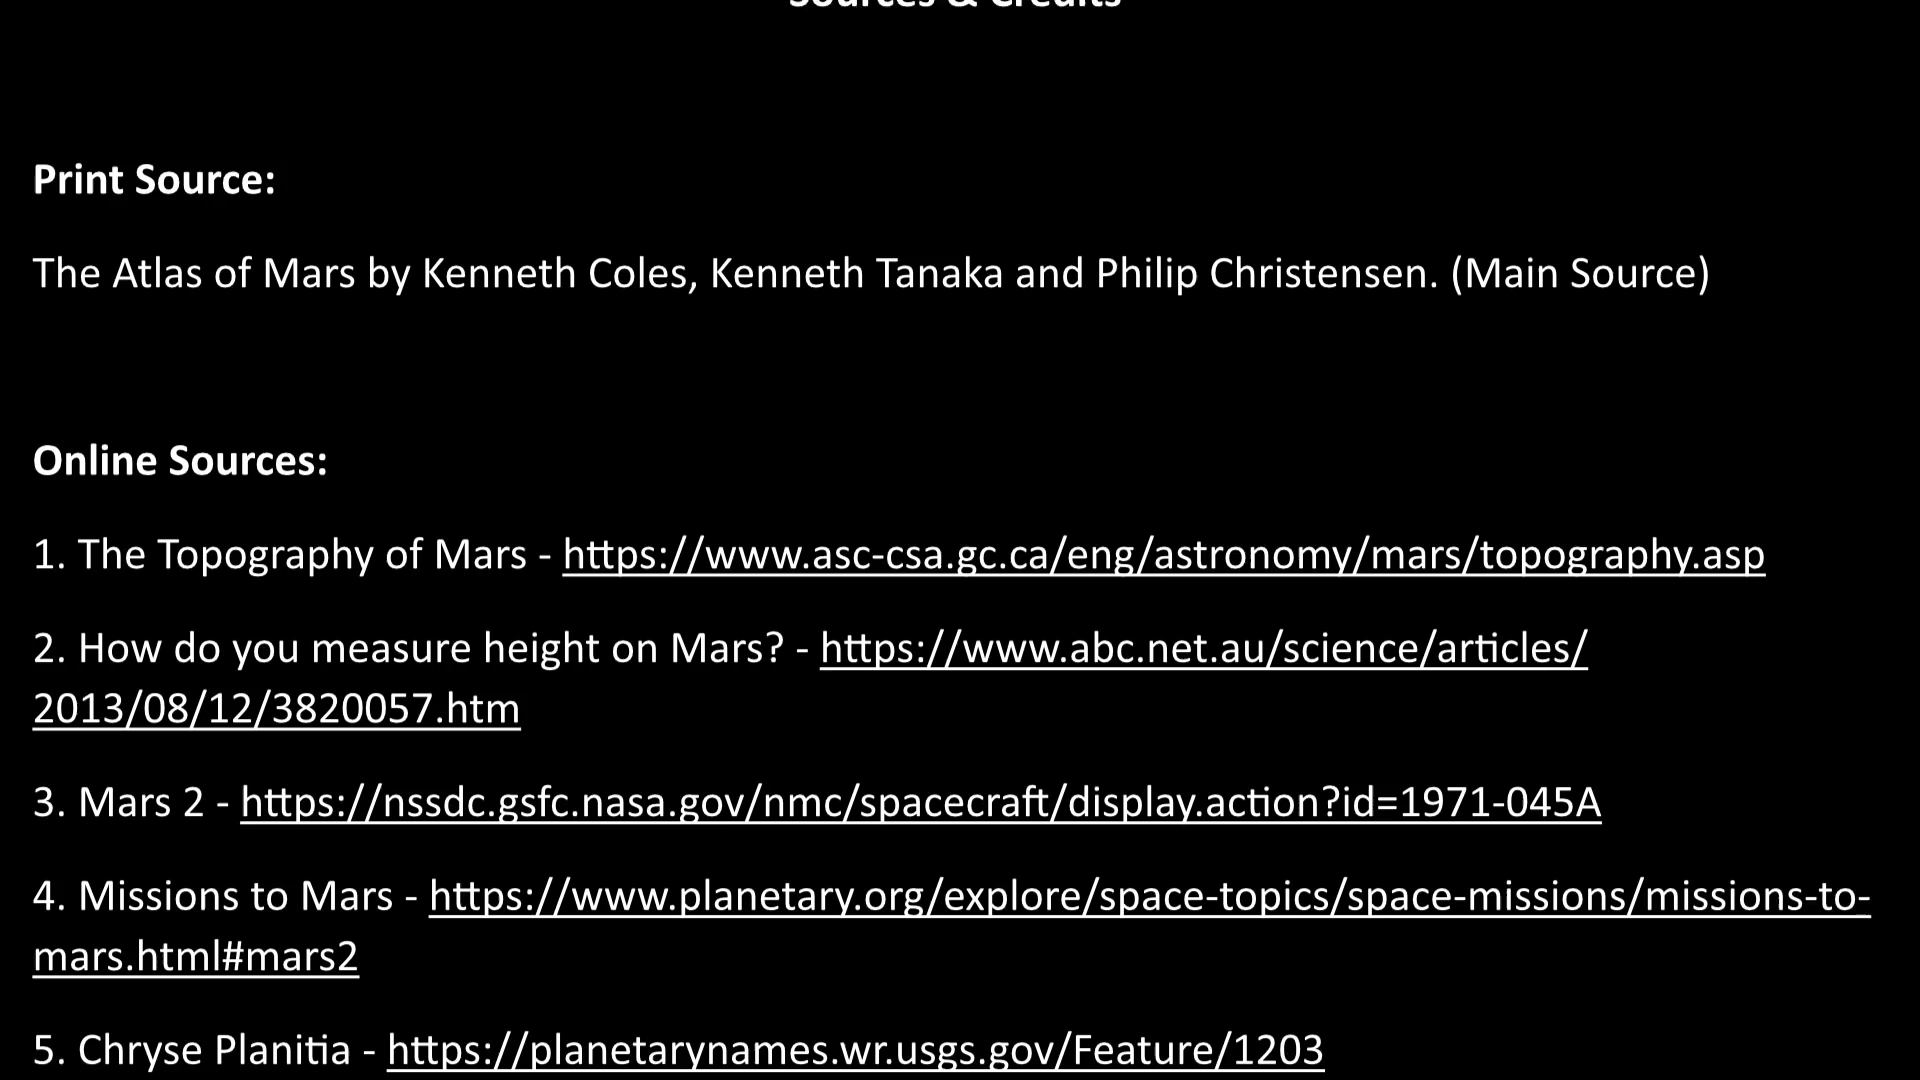 Sources & Credits
Print Source:
The Atlas of Mars by Kenneth Coles, Kenneth Tanaka and Philip Christensen. (Main Source)
Online Sources:
1. The Topography of Mars - https://www.asc-csa.gc.ca/eng/astronomy/mars/topography.asp
2. How do you measure height on Mars? - https://www.abc.net.au/science/articles/
2013/08/12/3820057.htm
3. Mars 2 - https://nssdc.gsfc.nasa.gov/nmc/spacecraft/display.action?id=1971-045A
4. Missions to Mars - https://www.planetary.org/explore/space-topics/space-missions/missions-to-
mars.html#mars2
5. Chryse Planitia - https://planetarynames.wr.usgs.gov/Feature/1203